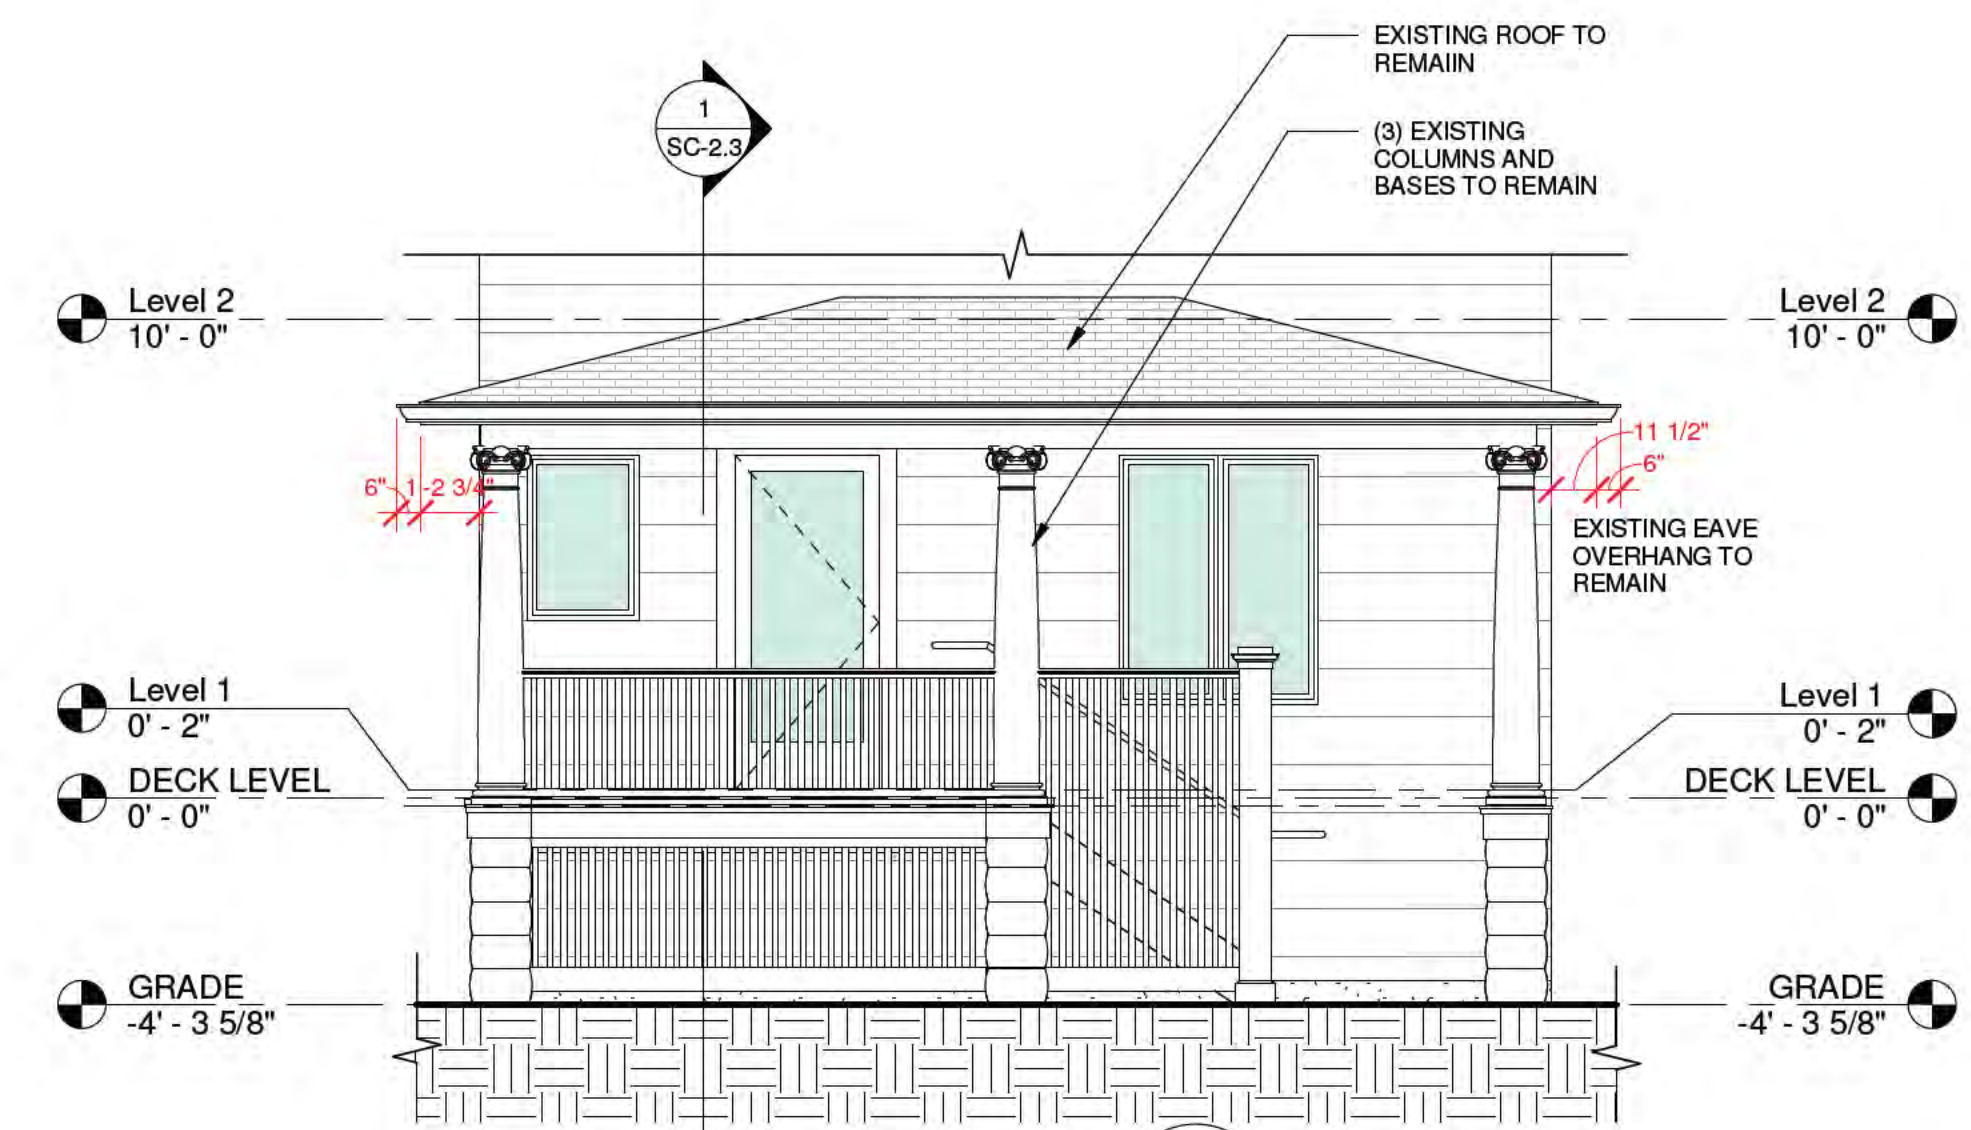 EXISTING ROOF TO
REMAIIN
(3) EXISTING
COLUMNS AND
BASES TO REMAIN
1
SC-2.3
Level 2
10' - 0"
Level 2
10' - 0"
11 1/2"
6"
6"
1 -2 3/4"
EXISTING EAVE
OVERHANG TO
REMAIN
Level 1
0' - 2"
Level 1
0' - 2"
DECK LEVEL
0' - 0"
DECK LEVEL
0' - 0"
GRADE
-4' - 3 5/8"
GRADE
-4' - 3 5/8"